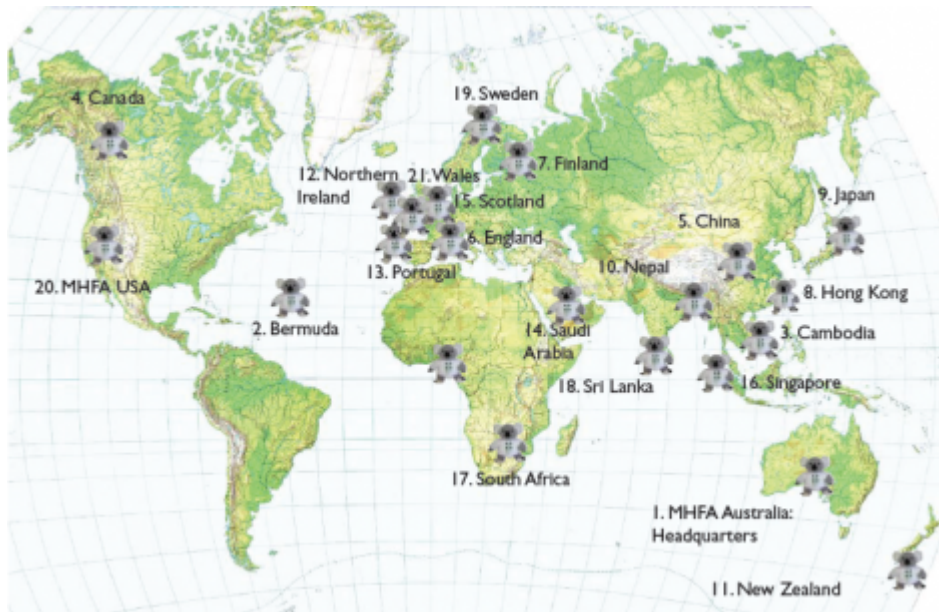 19. Sweden
4. Canada
7. Finland
12. Northern
Ireland
21. Wales
15. Scotland
9. Japan
5. China
6. England
10. Nepal
13. Portugal
20. MHFA USA
8. Hong Kong
2. Bermuda
14. Saudi
Arabia
3. Cambodia
18. Sri Lanka
16. Singapore
17. South Africa
1. MHFA Australia:
Headquarters
11. New Zealand